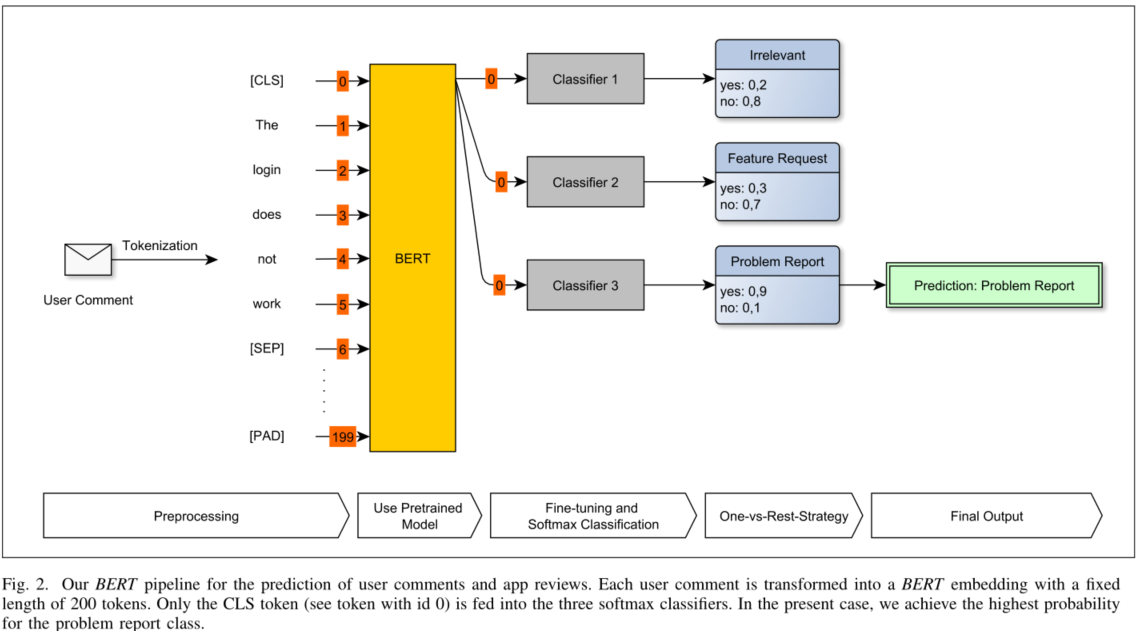 [CLS]
0
The
1
login
2
does
3
not
4
work
5
[SEP]
6
[PAD]
199
User Comment
Tokenization
BERT
0
Classifier 1
Irrelevant
yes: 0,2
no: 0,8
0
Classifier 2
Feature Request
yes: 0,3
no: 0,7
0
Classifier 3
Problem Report
yes: 0,9
no: 0,1
Prediction: Problem Report
Preprocessing
Use Pretrained
Model
Fine-tuning and
Softmax Classification
One-vs-Rest-Strategy
Final Output
Fig. 2. Our BERT pipeline for the prediction of user comments and app reviews. Each user comment is transformed into a BERT embedding with a fixed
length of 200 tokens. Only the CLS token (see token with id 0) is fed into the three softmax classifiers. In the present case, we achieve the highest probability
for the problem report class.